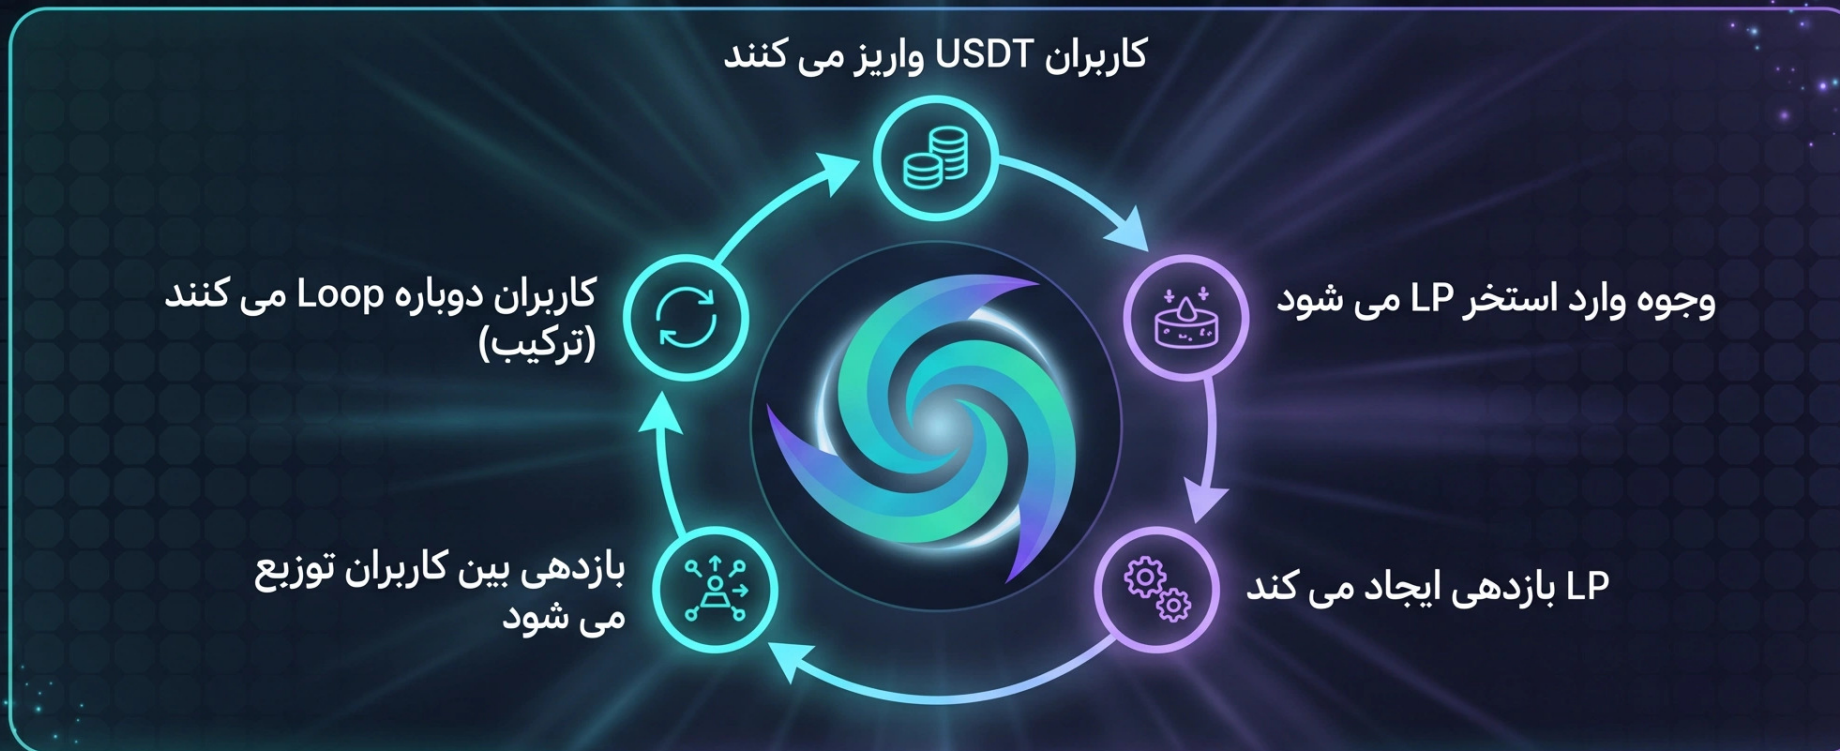 کاربران USDT واریز می کنند
وجوه وارد استخر LP می شود
LP بازدهی ایجاد می کند
بازدهی بین کاربران توزیع
می شود
کاربران دوباره Loop می کنند
(ترکیب)